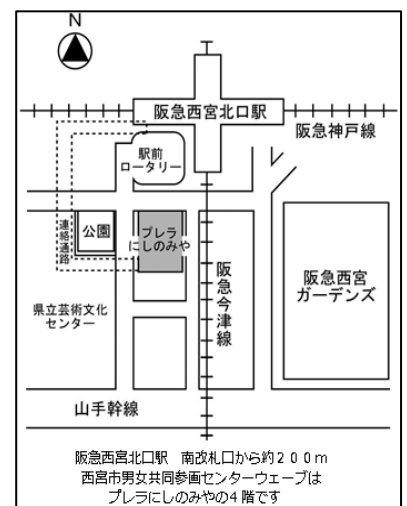 N
阪急西宮北口駅
阪急神戸線
駅前
ロータリー
連絡通路
公園
プレラ
にしのみや
阪急今津線
阪急西宮
ガーデンズ
県立芸術文化
センター
山手幹線
阪急西宮北口駅 南改札口から約200m
西宮市男女共同参画センターウェーブは
プレラにしのみやの4階です